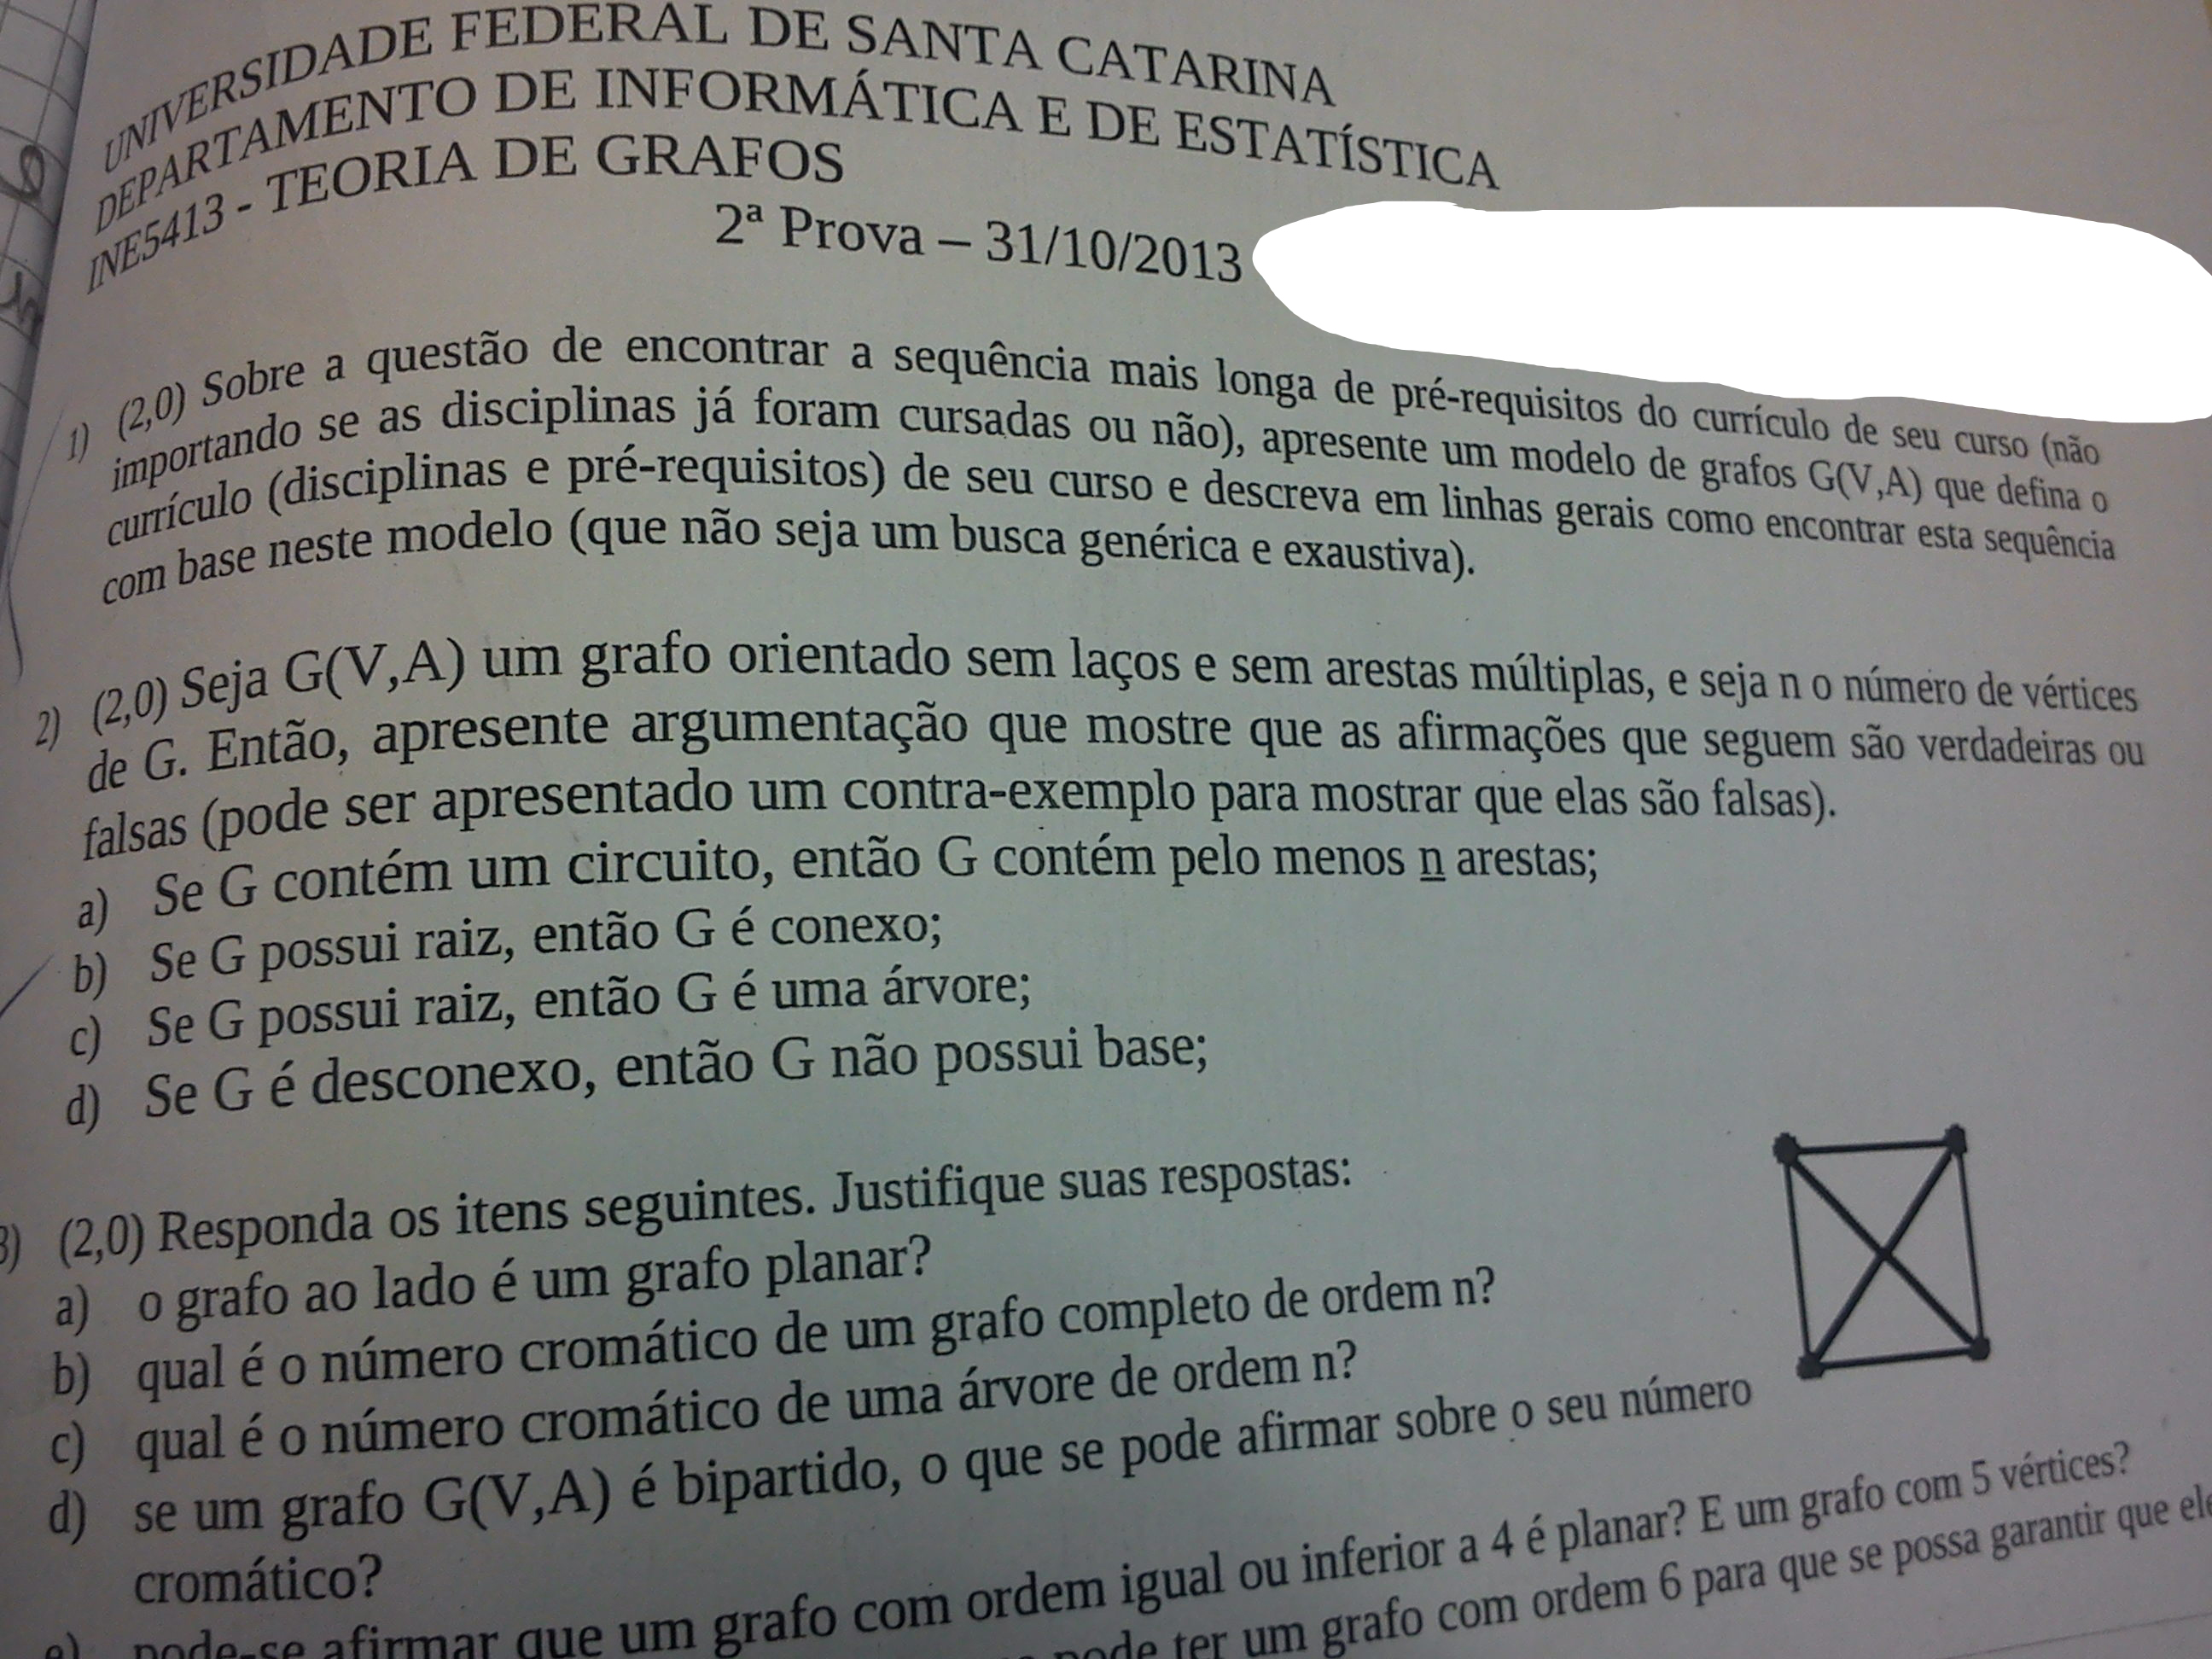 UNIVERSIDADE FEDERAL DE SANTA CATARINA
DEPARTAMENTO DE INFORMÁTICA E DE ESTATÍSTICA
INE5413 - TEORIA DE GRAFOS
2ª Prova – 31/10/2013
1) (2,0) Sobre a questão de encontrar a sequência mais longa de pré-requisitos do currículo de seu curso (não
importando se as disciplinas já foram cursadas ou não), apresente um modelo de grafos G(V,A) que defina o
currículo (disciplinas e pré-requisitos) de seu curso e descreva em linhas gerais como encontrar esta sequência
com base neste modelo (que não seja um busca genérica e exaustiva).
2) (2,0) Seja G(V,A) um grafo orientado sem laços e sem arestas múltiplas, e seja n o número de vértices
de G. Então, apresente argumentação que mostre que as afirmações que seguem são verdadeiras ou
falsas (pode ser apresentado um contra-exemplo para mostrar que elas são falsas).
a) Se G contém um circuito, então G contém pelo menos n arestas;
b) Se G possui raiz, então G é conexo;
c) Se G possui raiz, então G é uma árvore;
d) Se G é desconexo, então G não possui base;
3) (2,0) Responda os itens seguintes. Justifique suas respostas:
a) o grafo ao lado é um grafo planar?
b) qual é o número cromático de um grafo completo de ordem n?
c) qual é o número cromático de uma árvore de ordem n?
d) se um grafo G(V,A) é bipartido, o que se pode afirmar sobre o seu número
cromático?
e) pode-se afirmar que um grafo com ordem igual ou inferior a 4 é planar? E um grafo com 5 vértices?
pode ter um grafo com ordem 6 para que se possa garantir que ele